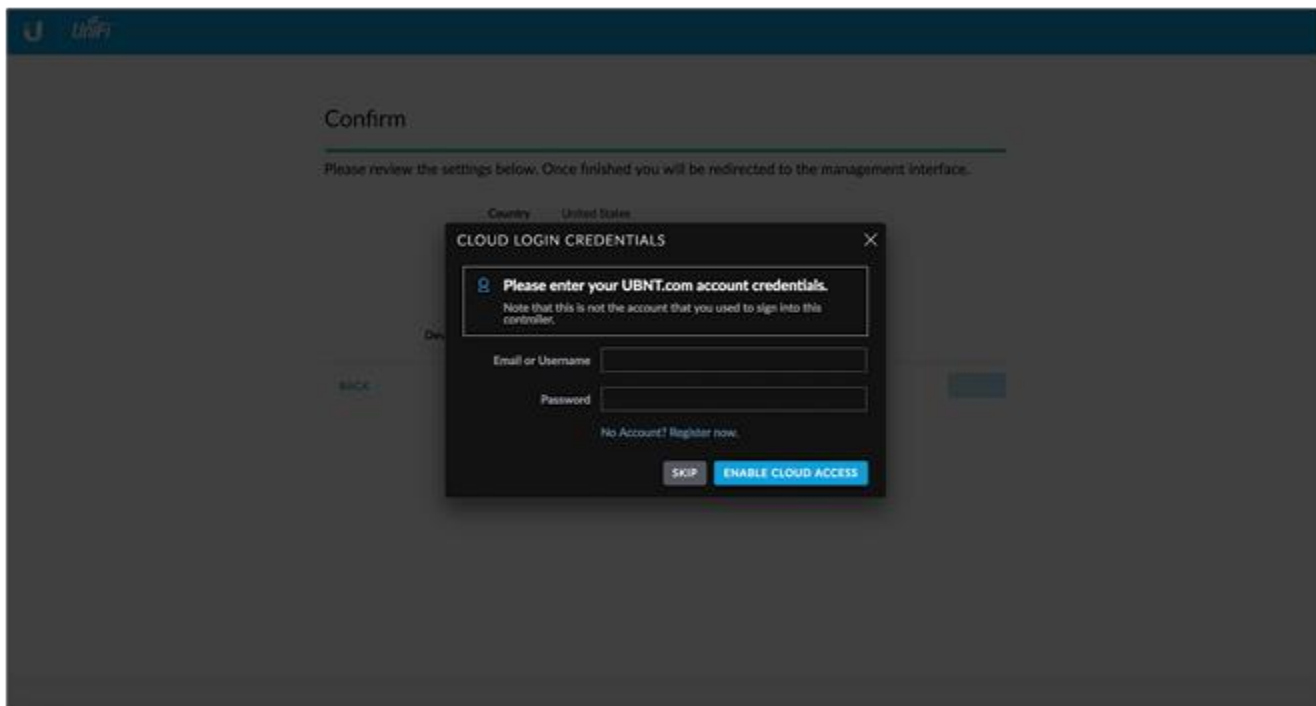 UniFi
Confirm
Please review the settings below. Once finished you will be redirected to the management interface.
Country United States
CLOUD LOGIN CREDENTIALS
Please enter your UBNT.com account credentials.
Note that this is not the account that you used to sign into this
controller.
Email or Username
Password
No Account? Register now.
BACK
SKIP ENABLE CLOUD ACCESS